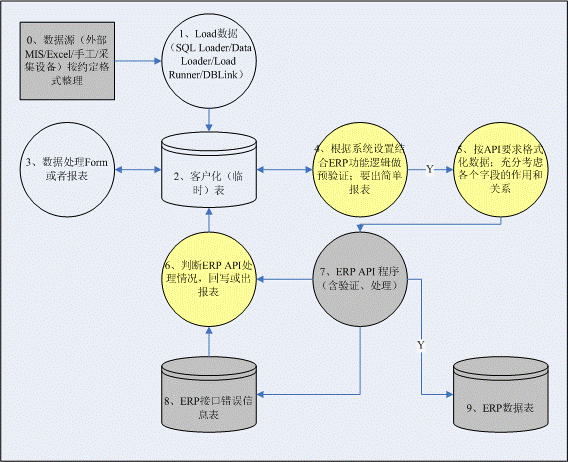 0、数据源（外部
MIS/Excel/手工/采
集设备）按约定格
式整理
1、Load数据
（SQL Loader/Data
Loader/Load
Runner/DBLink）
3、数据处理Form
或者报表
2、客户化（临
时）表
4、根据系统设置结
合ERP功能逻辑做
预验证；要出简单
报表
Y
5、按API要求格式
化数据；充分考虑
各个字段的作用和
关系
6、判断ERP API处
理情况，回写或出
报表
7、ERP API 程序
（含验证、处理）
Y
8、ERP接口错误信
息表
9、ERP数据表